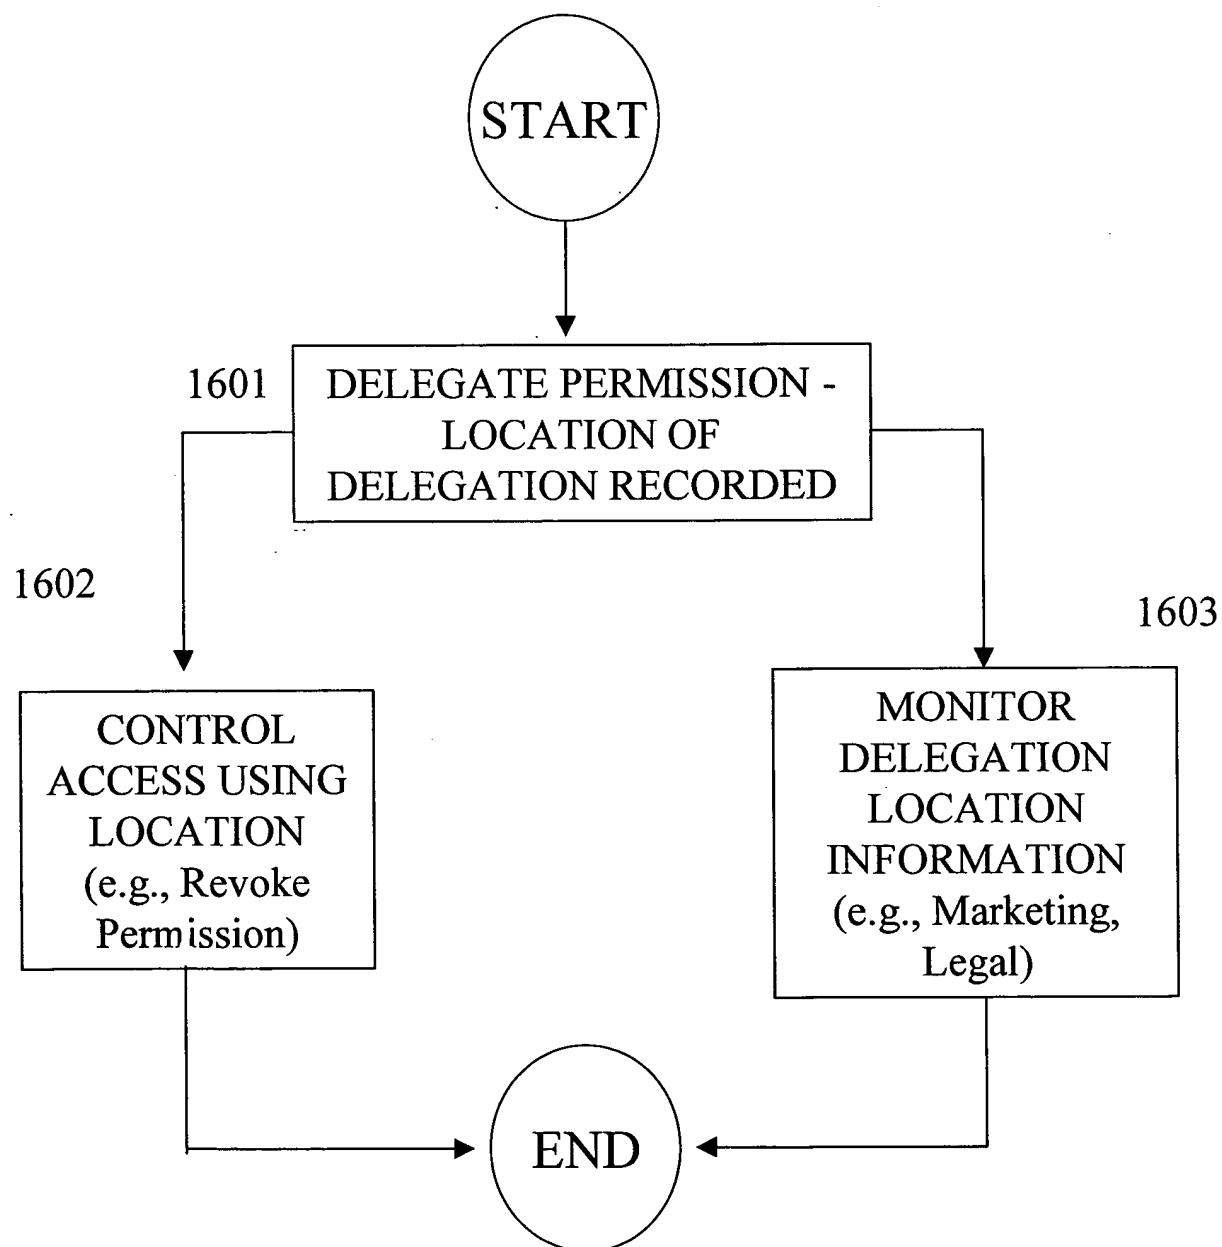 START
1601
DELEGATE PERMISSION -
LOCATION OF
DELEGATION RECORDED
1602
1603
CONTROL
ACCESS USING
LOCATION
(e.g., Revoke
Permission)
MONITOR
DELEGATION
LOCATION
INFORMATION
(e.g., Marketing,
Legal)
END